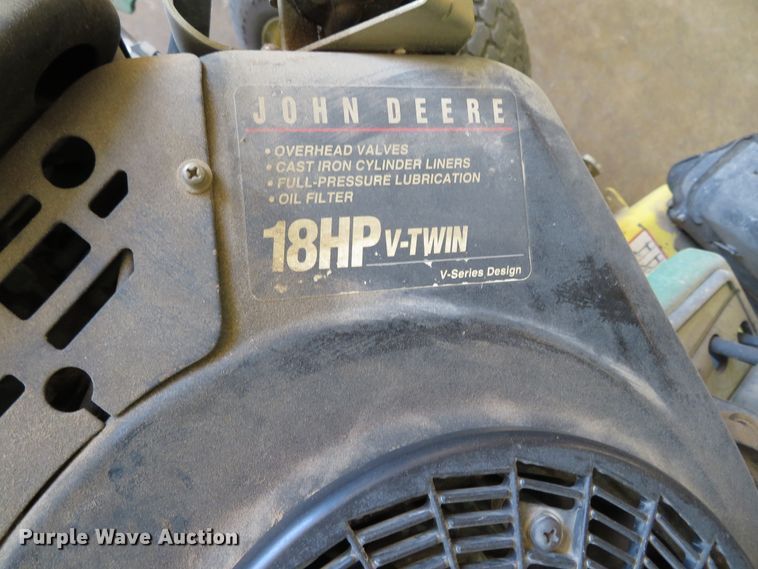 JOHN DEERE
• OVERHEAD VALVES
• CAST IRON CYLINDER LINERS
• FULL-PRESSURE LUBRICATION
• OIL FILTER
18HP V-TWIN
V-Series Design
Purple Wave Auction®